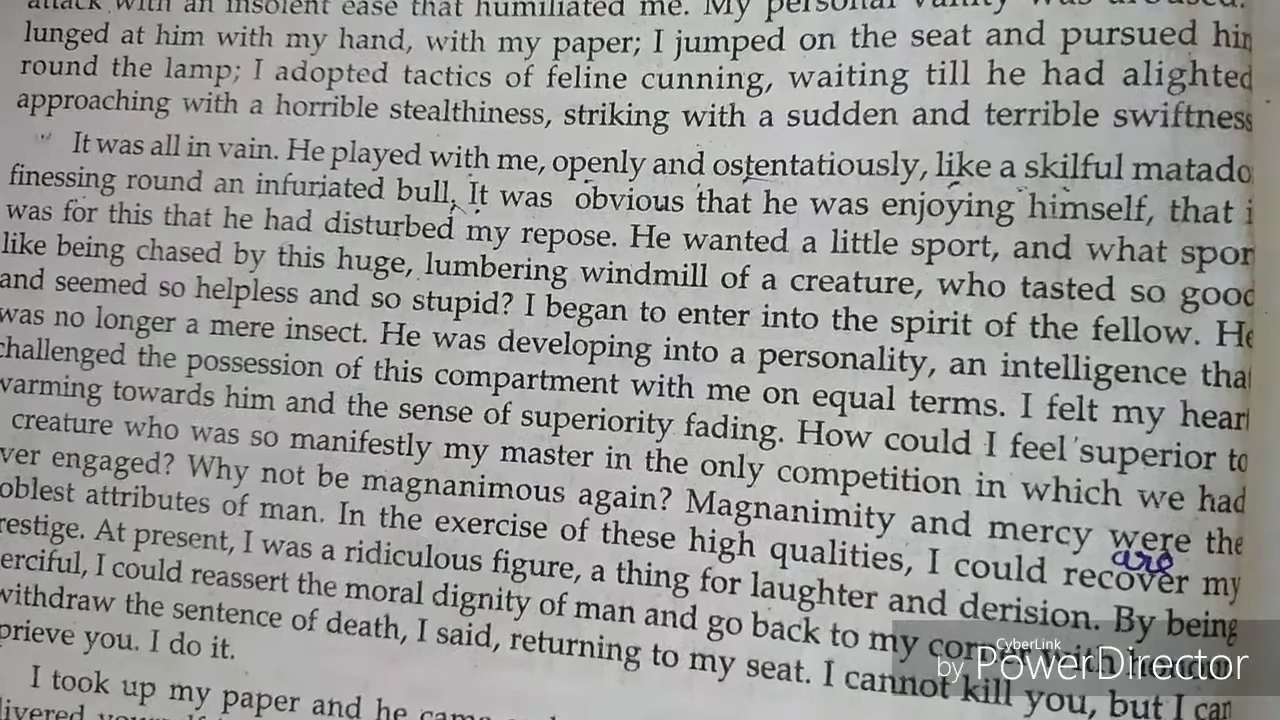 attack with an insolent ease that humiliated me. My personal vanity was aroused.
lunged at him with my hand, with my paper; I jumped on the seat and pursued him
round the lamp; I adopted tactics of feline cunning, waiting till he had alighted
approaching with a horrible stealthiness, striking with a sudden and terrible swiftness
It was all in vain. He played with me, openly and ostentatiously, like a skilful matado
finessing round an infuriated bull, It was obvious that he was enjoying himself, that i
was for this that he had disturbed my repose. He wanted a little sport, and what spor
like being chased by this huge, lumbering windmill of a creature, who tasted so good
and seemed so helpless and so stupid? I began to enter into the spirit of the fellow. He
was no longer a mere insect. He was developing into a personality, an intelligence that
challenged the possession of this compartment with me on equal terms. I felt my heart
warming towards him and the sense of superiority fading. How could I feel superior to
creature who was so manifestly my master in the only competition in which we had
ver engaged? Why not be magnanimous again? Magnanimity and mercy were the
are
oblest attributes of man. In the exercise of these high qualities, I could recover my
restige. At present, I was a ridiculous figure, a thing for laughter and derision. By being
erciful, I could reassert the moral dignity of man and go back to my corner with
withdraw the sentence of death, I said, returning to my seat. I cannot kill you, but I can
prieve you. I do it.
I took up my paper and he came
CyberLink
by PowerDirector